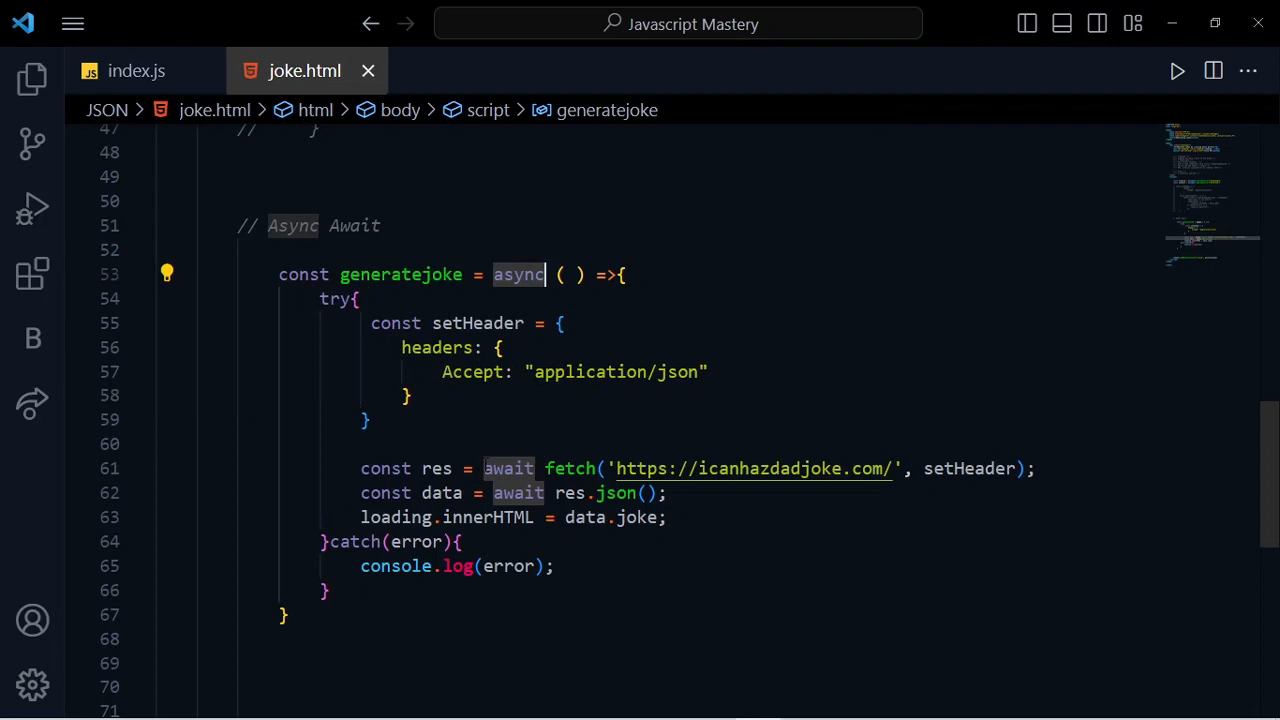 Javascript Mastery
JS index.js
joke.html
JSON > joke.html > html > body > script > generatejoke
47 // }
48
49
50
51 // Async Await
52
53 const generatejoke = async ( ) =>{
54 try{
55 const setHeader = {
56 headers: {
57 Accept: "application/json"
58 }
59 }
60
61 const res = await fetch('https://icanhazdadjoke.com/', setHeader);
62 const data = await res.json();
63 loading.innerHTML = data.joke;
64 }catch(error){
65 console.log(error);
66 }
67 }
68
69
70
71